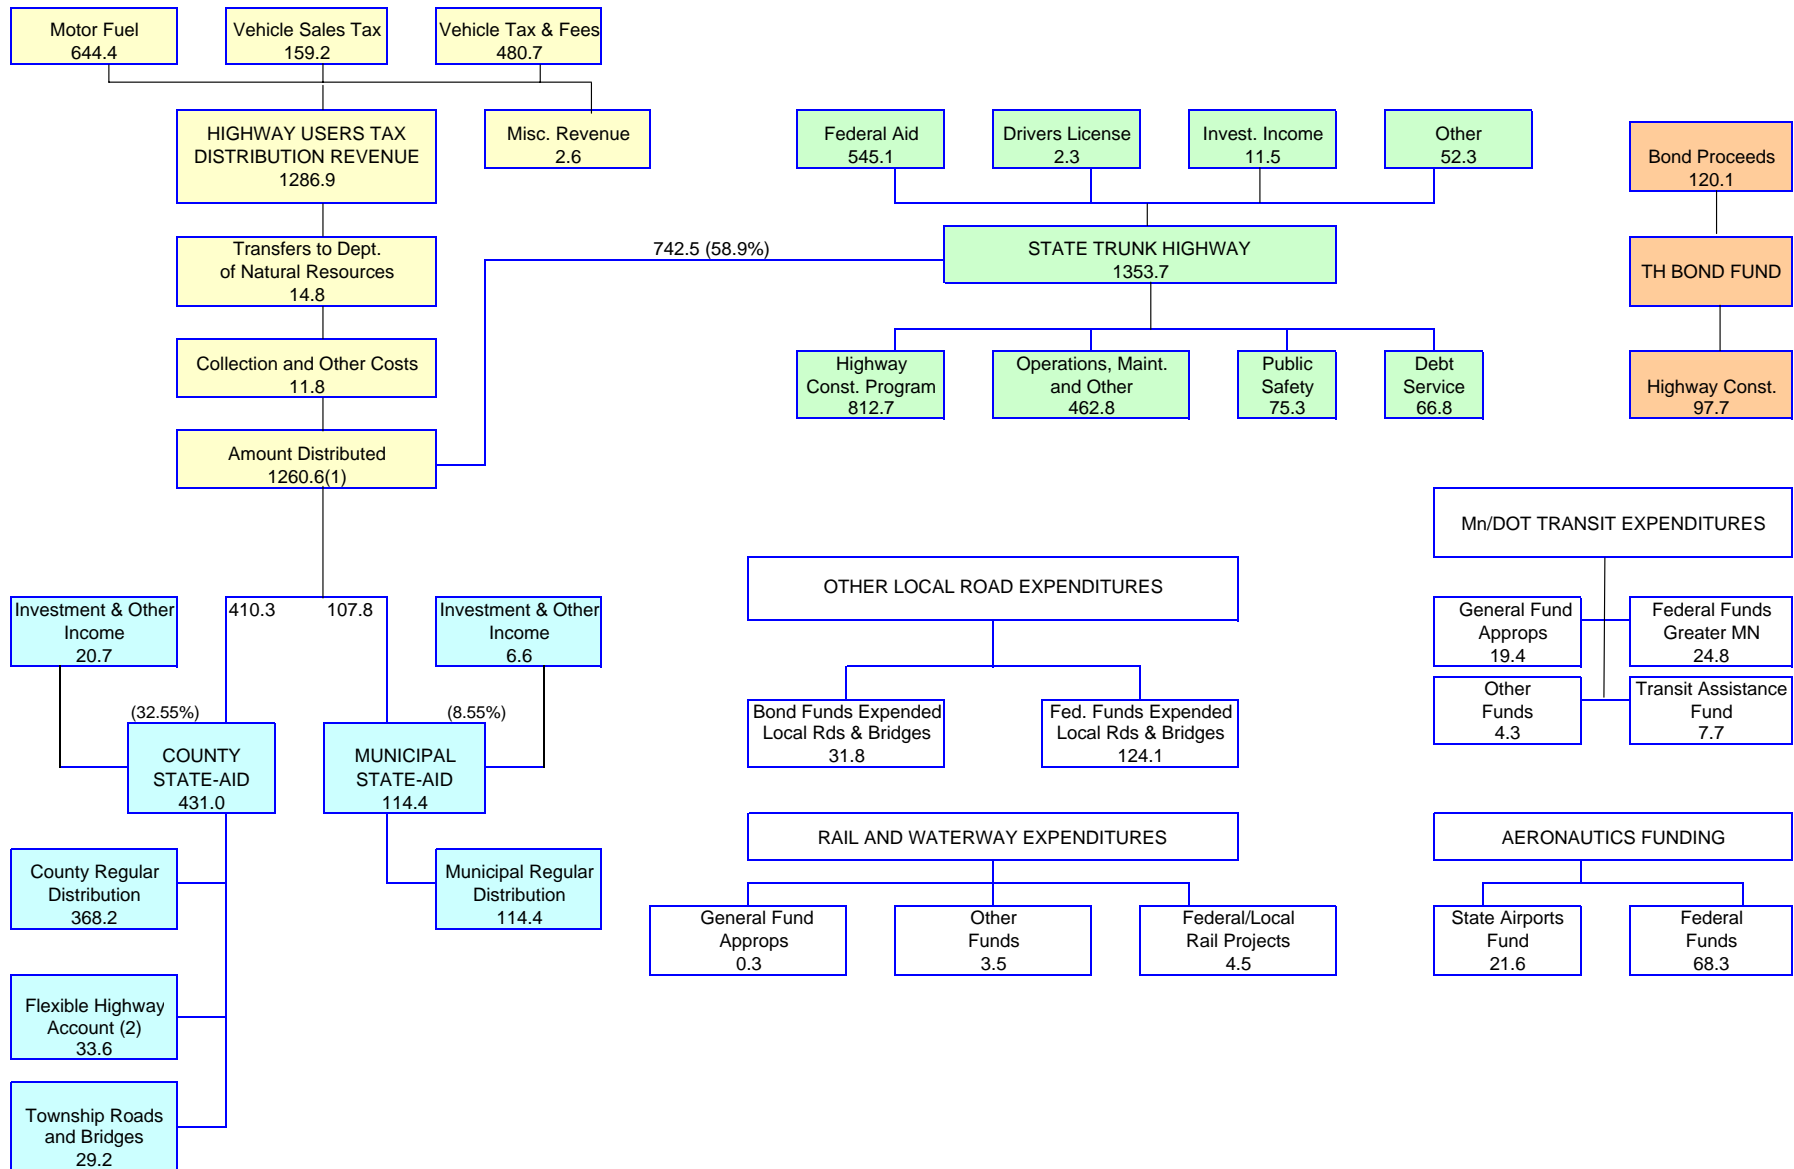 Motor Fuel
644.4
Vehicle Sales Tax
159.2
Vehicle Tax & Fees
480.7
HIGHWAY USERS TAX
DISTRIBUTION REVENUE
1286.9
Misc. Revenue
2.6
Federal Aid
545.1
Drivers License
2.3
Invest. Income
11.5
Other
52.3
Bond Proceeds
120.1
Transfers to Dept.
of Natural Resources
14.8
742.5 (58.9%)
STATE TRUNK HIGHWAY
1353.7
TH BOND FUND
Collection and Other Costs
11.8
Highway
Const. Program
812.7
Operations, Maint.
and Other
462.8
Public
Safety
75.3
Debt
Service
66.8
Highway Const.
97.7
Amount Distributed
1260.6(1)
Mn/DOT TRANSIT EXPENDITURES
OTHER LOCAL ROAD EXPENDITURES
Investment & Other
Income
20.7
410.3
107.8
Investment & Other
Income
6.6
General Fund
Approps
19.4
Federal Funds
Greater MN
24.8
Other
Funds
4.3
Transit Assistance
Fund
7.7
(32.55%)
(8.55%)
Bond Funds Expended
Local Rds & Bridges
31.8
Fed. Funds Expended
Local Rds & Bridges
124.1
COUNTY
STATE-AID
431.0
MUNICIPAL
STATE-AID
114.4
RAIL AND WATERWAY EXPENDITURES
AERONAUTICS FUNDING
County Regular
Distribution
368.2
Municipal Regular
Distribution
114.4
General Fund
Approps
0.3
Other
Funds
3.5
Federal/Local
Rail Projects
4.5
State Airports
Fund
21.6
Federal
Funds
68.3
Flexible Highway
Account (2)
33.6
Township Roads
and Bridges
29.2